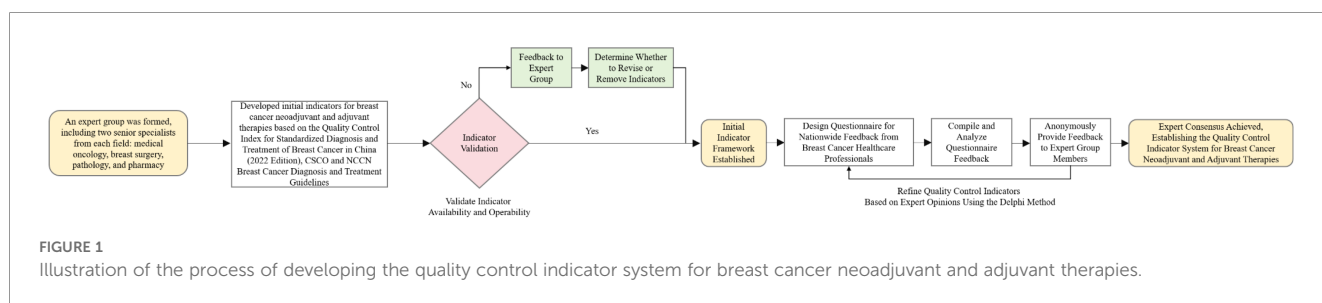 Feedback to
Expert
Group
Determine Whether
to Revise or
Remove Indicators
No
An expert group was formed,
including two senior specialists
from each field: medical
oncology, breast surgery,
pathology, and pharmacy
Developed initial indicators for breast
cancer neoadjuvant and adjuvant
therapies based on the Quality Control
Index for Standardized Diagnosis and
Treatment of Breast Cancer in China
(2022 Edition), CSCO and NCCN
Breast Cancer Diagnosis and Treatment
Guidelines
Indicator
Validation
Yes
Validate Indicator
Availability and Operability
Initial
Indicator
Framework
Established
Design Questionnaire for
Nationwide Feedback from
Breast Cancer Healthcare
Professionals
Compile and
Analyze
Questionnaire
Feedback
Anonymously
Provide Feedback
to Expert Group
Members
Expert Consensus Achieved,
Establishing the Quality Control
Indicator System for Breast Cancer
Neoadjuvant and Adjuvant Therapies
Refine Quality Control Indicators
Based on Expert Opinions Using the Delphi Method
FIGURE 1
Illustration of the process of developing the quality control indicator system for breast cancer neoadjuvant and adjuvant therapies.